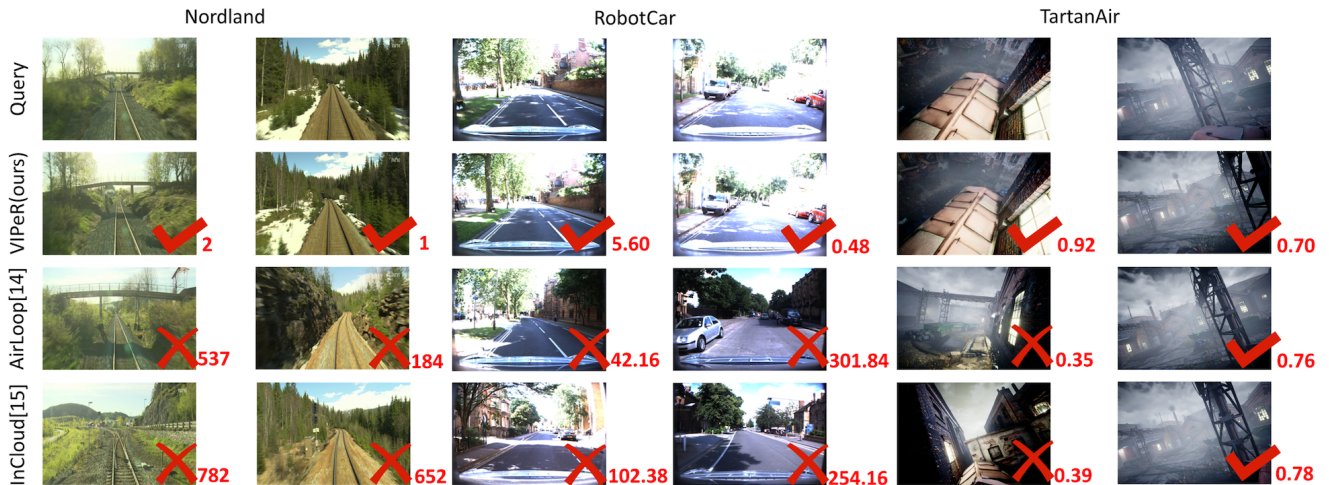 Nordland RobotCar TartanAir
Query
VIPeR(ours)
2 1 5.60 0.48 0.92 0.70
AirLoop[14]
537 184 42.16 301.84 0.35 0.76
InCloud[15]
782 652 102.38 254.16 0.39 0.78